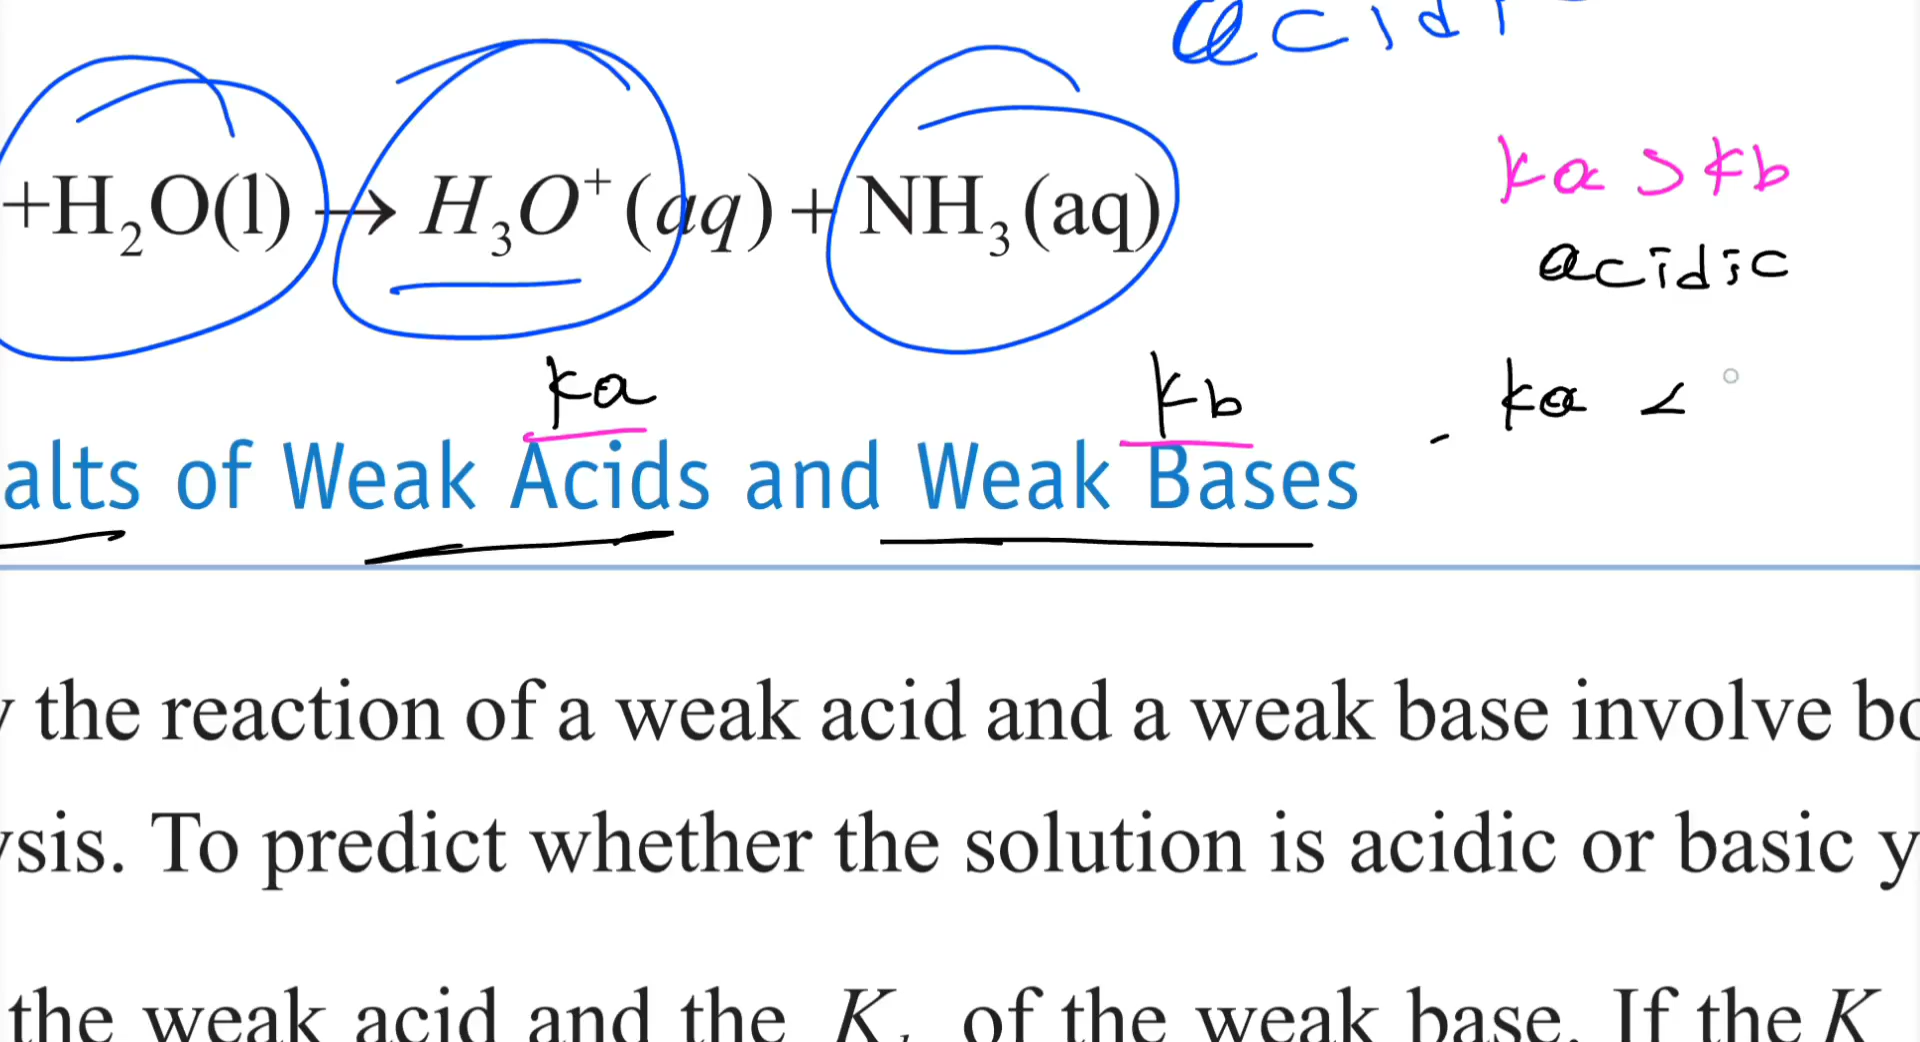 acidi
+H₂O(l) → H₃O⁺(aq) + NH₃(aq)
ka > kb
acidic
ka kb
- ka <
alts of Weak Acids and Weak Bases
the reaction of a weak acid and a weak base involve bo
ysis. To predict whether the solution is acidic or basic y
the weak acid and the K of the weak base. If the K